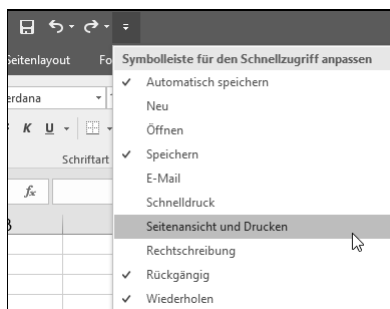 Seitenlayout Fo
Symbolleiste für den Schnellzugriff anpassen
erdana
K U
Schriftart
fx
Automatisch speichern
Neu
Öffnen
Speichern
E-Mail
Schnelldruck
Seitenansicht und Drucken
Rechtschreibung
Rückgängig
Wiederholen